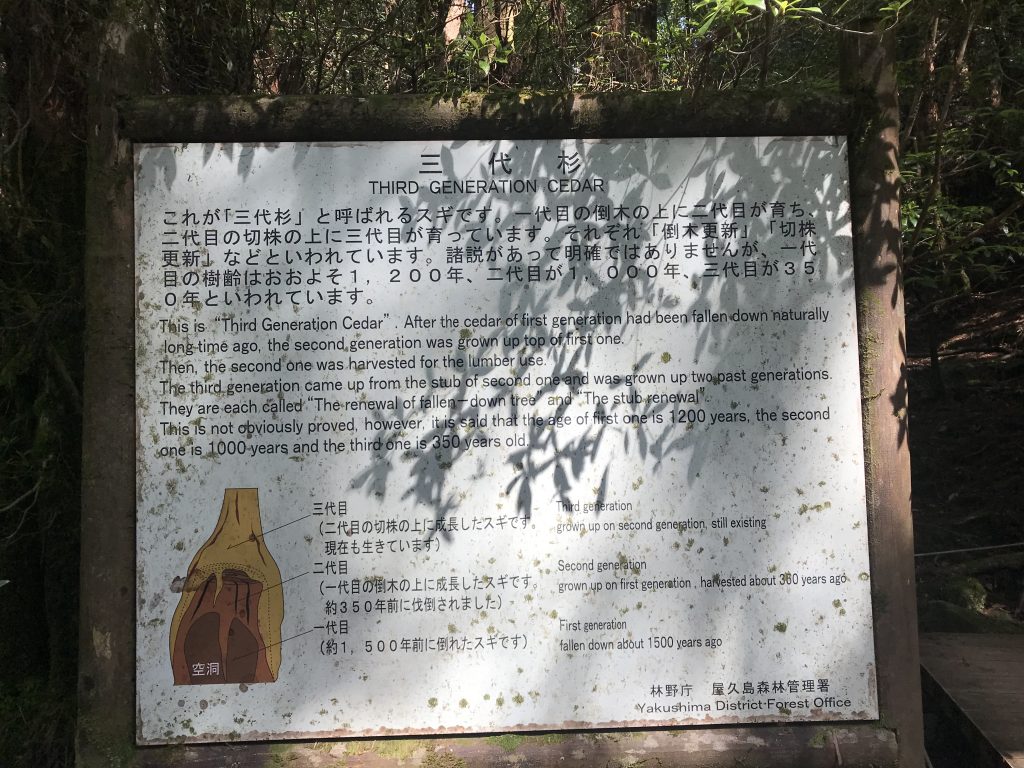 三代杉
THIRD GENERATION CEDAR
これが「三代杉」と呼ばれるスギです。一代目の倒木の上に二代目が育ち、
二代目の切株の上に三代目が育っています。それぞれ「倒木更新」「切株
更新」などといわれています。諸説があって明確ではありませんが、一代
目の樹齢はおおよそ１，２００年、二代目が１，０００年、三代目が３５
０年といわれています。
This is “Third Generation Cedar”. After the cedar of first generation had been fallen down naturally
long time ago, the second generation was grown up top of first one.
Then, the second one was harvested for the lumber use.
The third generation came up from the stub of second one and was grown up two past generations.
They are each called “The renewal of fallen-down tree” and “The stub renewal”.
This is not obviously proved, however, it is said that the age of first one is 1200 years, the second
one is 1000 years and the third one is 350 years old.
三代目
（二代目の切株の上に成長したスギです。
現在も生きています）
二代目
（一代目の倒木の上に成長したスギです。
約３５０年前に伐倒されました）
一代目
（約１，５００年前に倒れたスギです）
空洞
Third generation
grown up on second generation, still existing
Second generation
grown up on first generation , harvested about 360 years ago
First generation
fallen down about 1500 years ago
林野庁　屋久島森林管理署
Yakushima District Forest Office